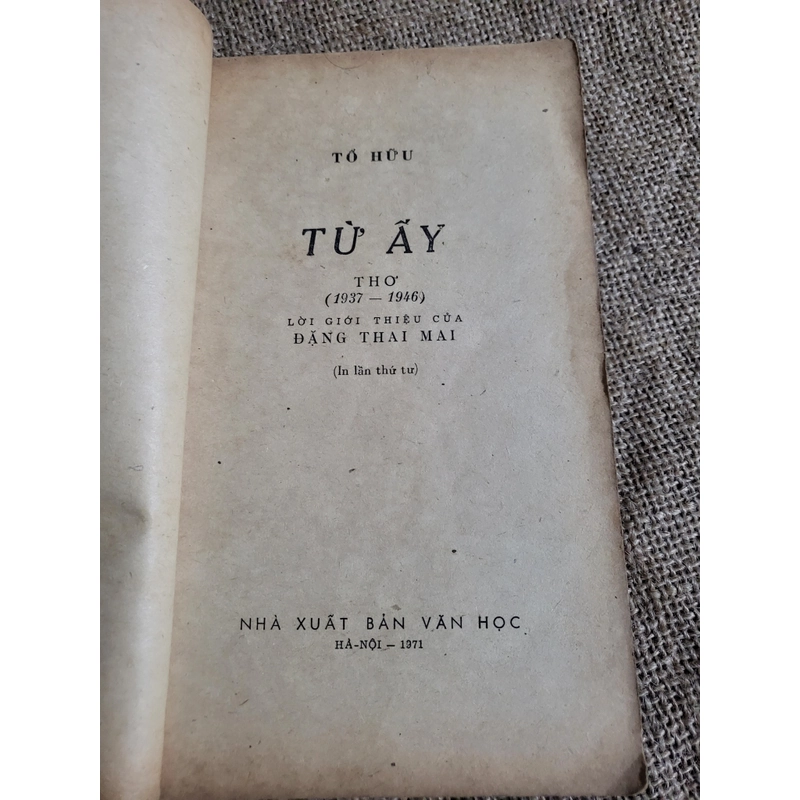 TỐ HỮU
TỪ ẤY
THƠ
(1937 — 1946)
LỜI GIỚI THIỆU CỦA
ĐẶNG THAI MAI
(In lần thứ tư)
NHÀ XUẤT BẢN VĂN HỌC
HÀ-NỘI — 1971